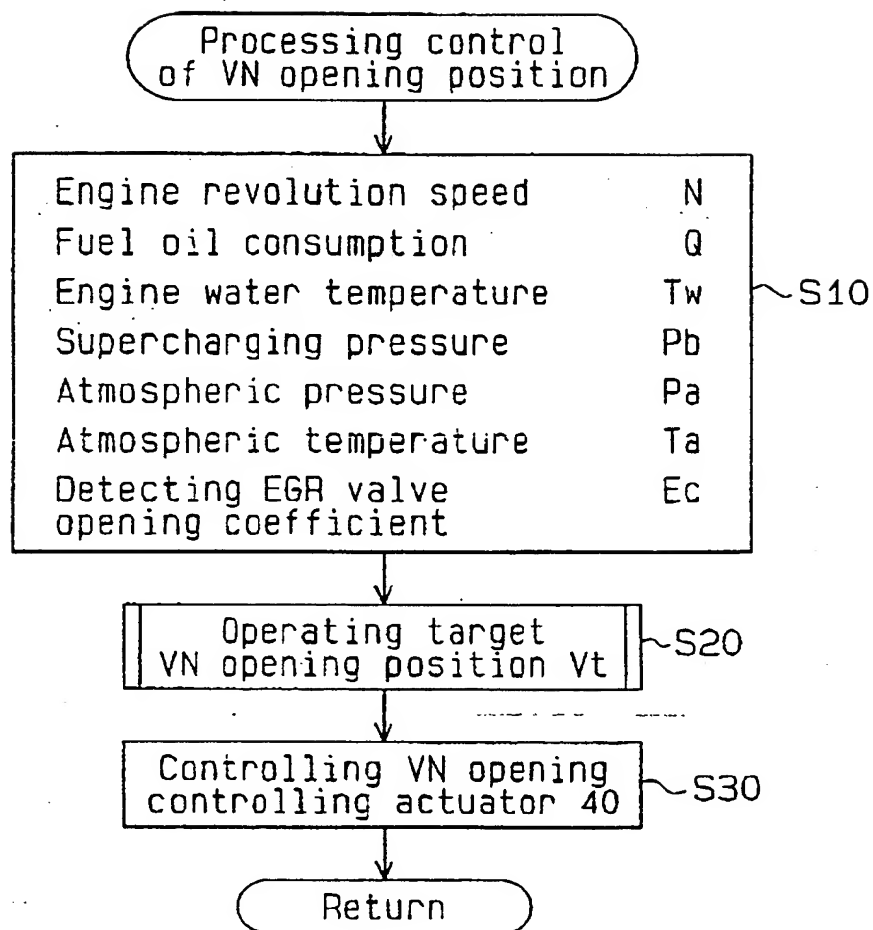 Processing control
of VN opening position
Engine revolution speed N
Fuel oil consumption Q
Engine water temperature Tw
S10
Supercharging pressure Pb
Atmospheric pressure Pa
Atmospheric temperature Ta
Detecting EGR valve Ec
opening coefficient
Operating target
VN opening position Vt
S20
Controlling VN opening
controlling actuator 40
S30
Return